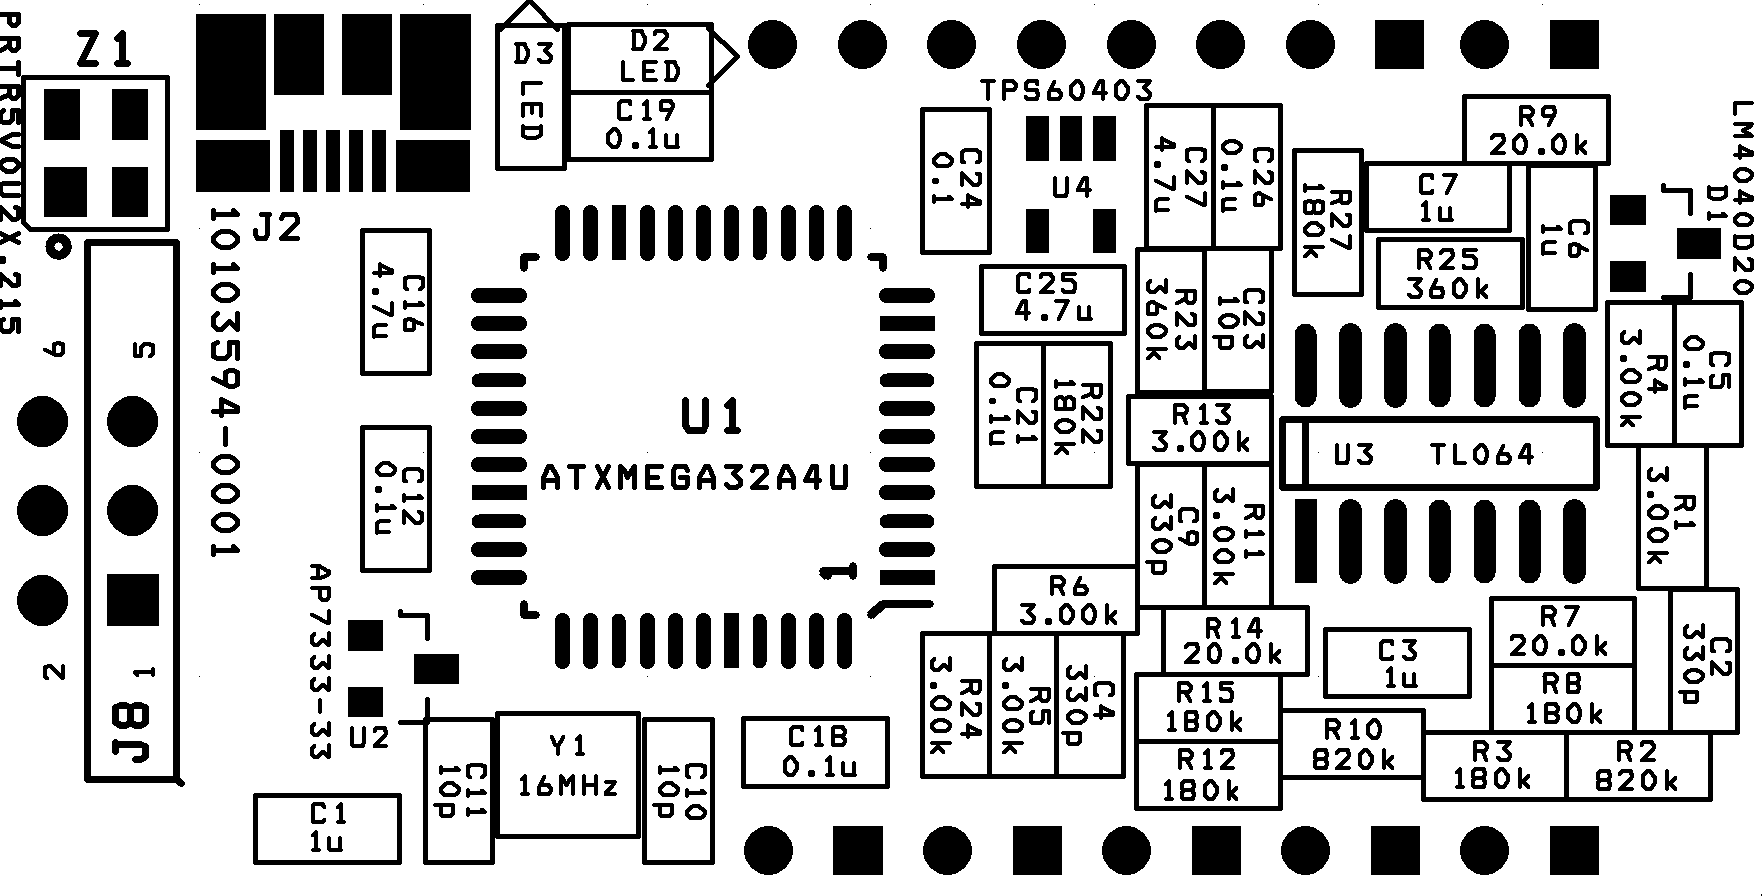 PRTR5V0U2X,215
Z1
J2
10103594-0001
6
5
2
1
J8
D3
LED
D2
LED
C19
0.1u
C16
4.7u
C12
0.1u
AP7333-33
U2
C1
1u
C11
10p
Y1
16MHz
C10
10p
C18
0.1u
U1
ATXMEGA32A4U
1
TPS60403
U4
C24
0.1
C27
4.7u
C26
0.1u
C25
4.7u
R23
360k
C23
10p
C21
0.1u
R22
180k
R13
3.00k
C9
330p
R11
3.00k
R6
3.00k
R24
3.00k
R5
3.00k
C4
330p
R14
20.0k
R15
180k
R12
180k
R27
180k
R9
20.0k
C7
1u
R25
360k
C6
1u
LM4040D20
D1
R4
3.00k
C5
0.1u
U3 TL064
R1
3.00k
C3
1u
R7
20.0k
R8
180k
C2
330p
R10
820k
R3
180k
R2
820k